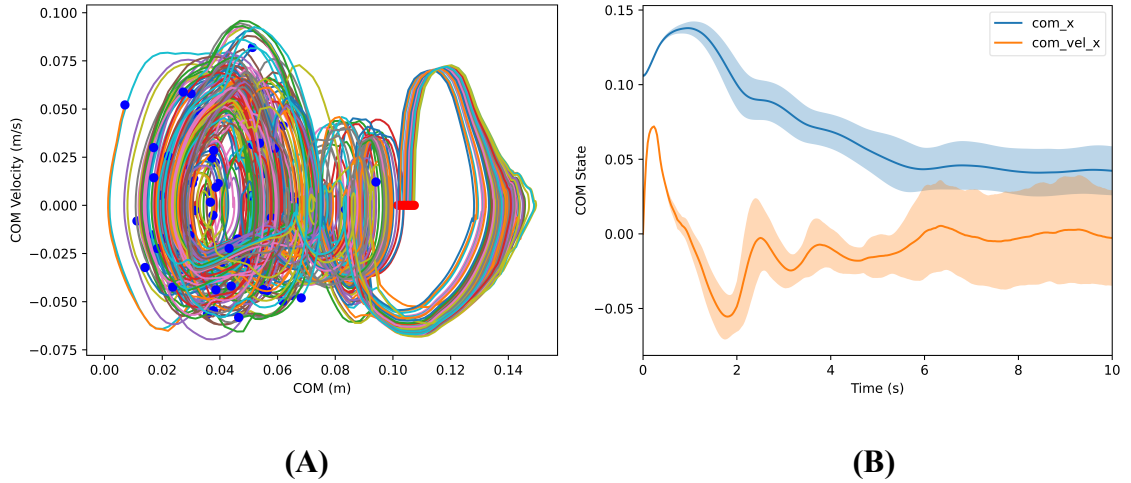 0.100
0.075
0.050
0.025
0.000
−0.025
−0.050
−0.075
COM Velocity (m/s)
0.00 0.02 0.04 0.06 0.08 0.10 0.12 0.14
COM (m)
(A)
0.15
0.10
0.05
0.00
−0.05
COM State
com_x
com_vel_x
0 2 4 6 8 10
Time (s)
(B)